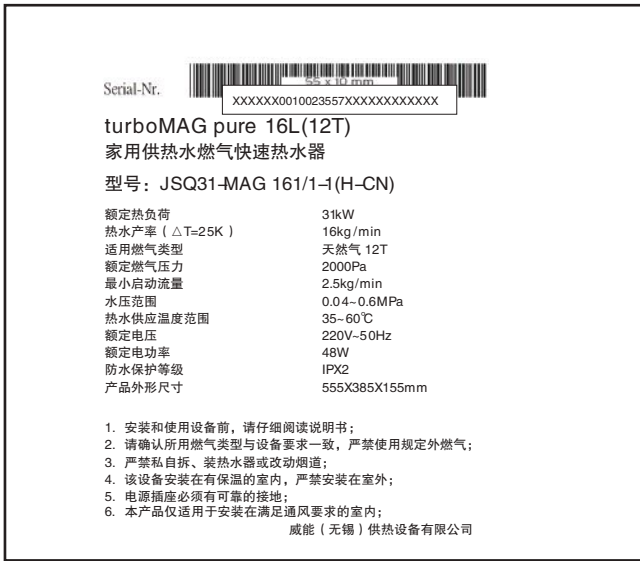 Serial-Nr.
55 x 10 mm
XXXXXX0010023557XXXXXXXXXXXX
turboMAG pure 16L(12T)
家用供热水燃气快速热水器
型号：JSQ31-MAG 161/1-1(H-CN)
额定热负荷 31kW
热水产率（△T=25K） 16kg/min
适用燃气类型 天然气 12T
额定燃气压力 2000Pa
最小启动流量 2.5kg/min
水压范围 0.04~0.6MPa
热水供应温度范围 35~60℃
额定电压 220V~50Hz
额定电功率 48W
防水保护等级 IPX2
产品外形尺寸 555X385X155mm
1. 安装和使用设备前，请仔细阅读说明书；
2. 请确认所用燃气类型与设备要求一致，严禁使用规定外燃气；
3. 严禁私自拆、装热水器或改动烟道；
4. 该设备安装在有保温的室内，严禁安装在室外；
5. 电源插座必须有可靠的接地；
6. 本产品仅适用于安装在满足通风要求的室内；
威能（无锡）供热设备有限公司